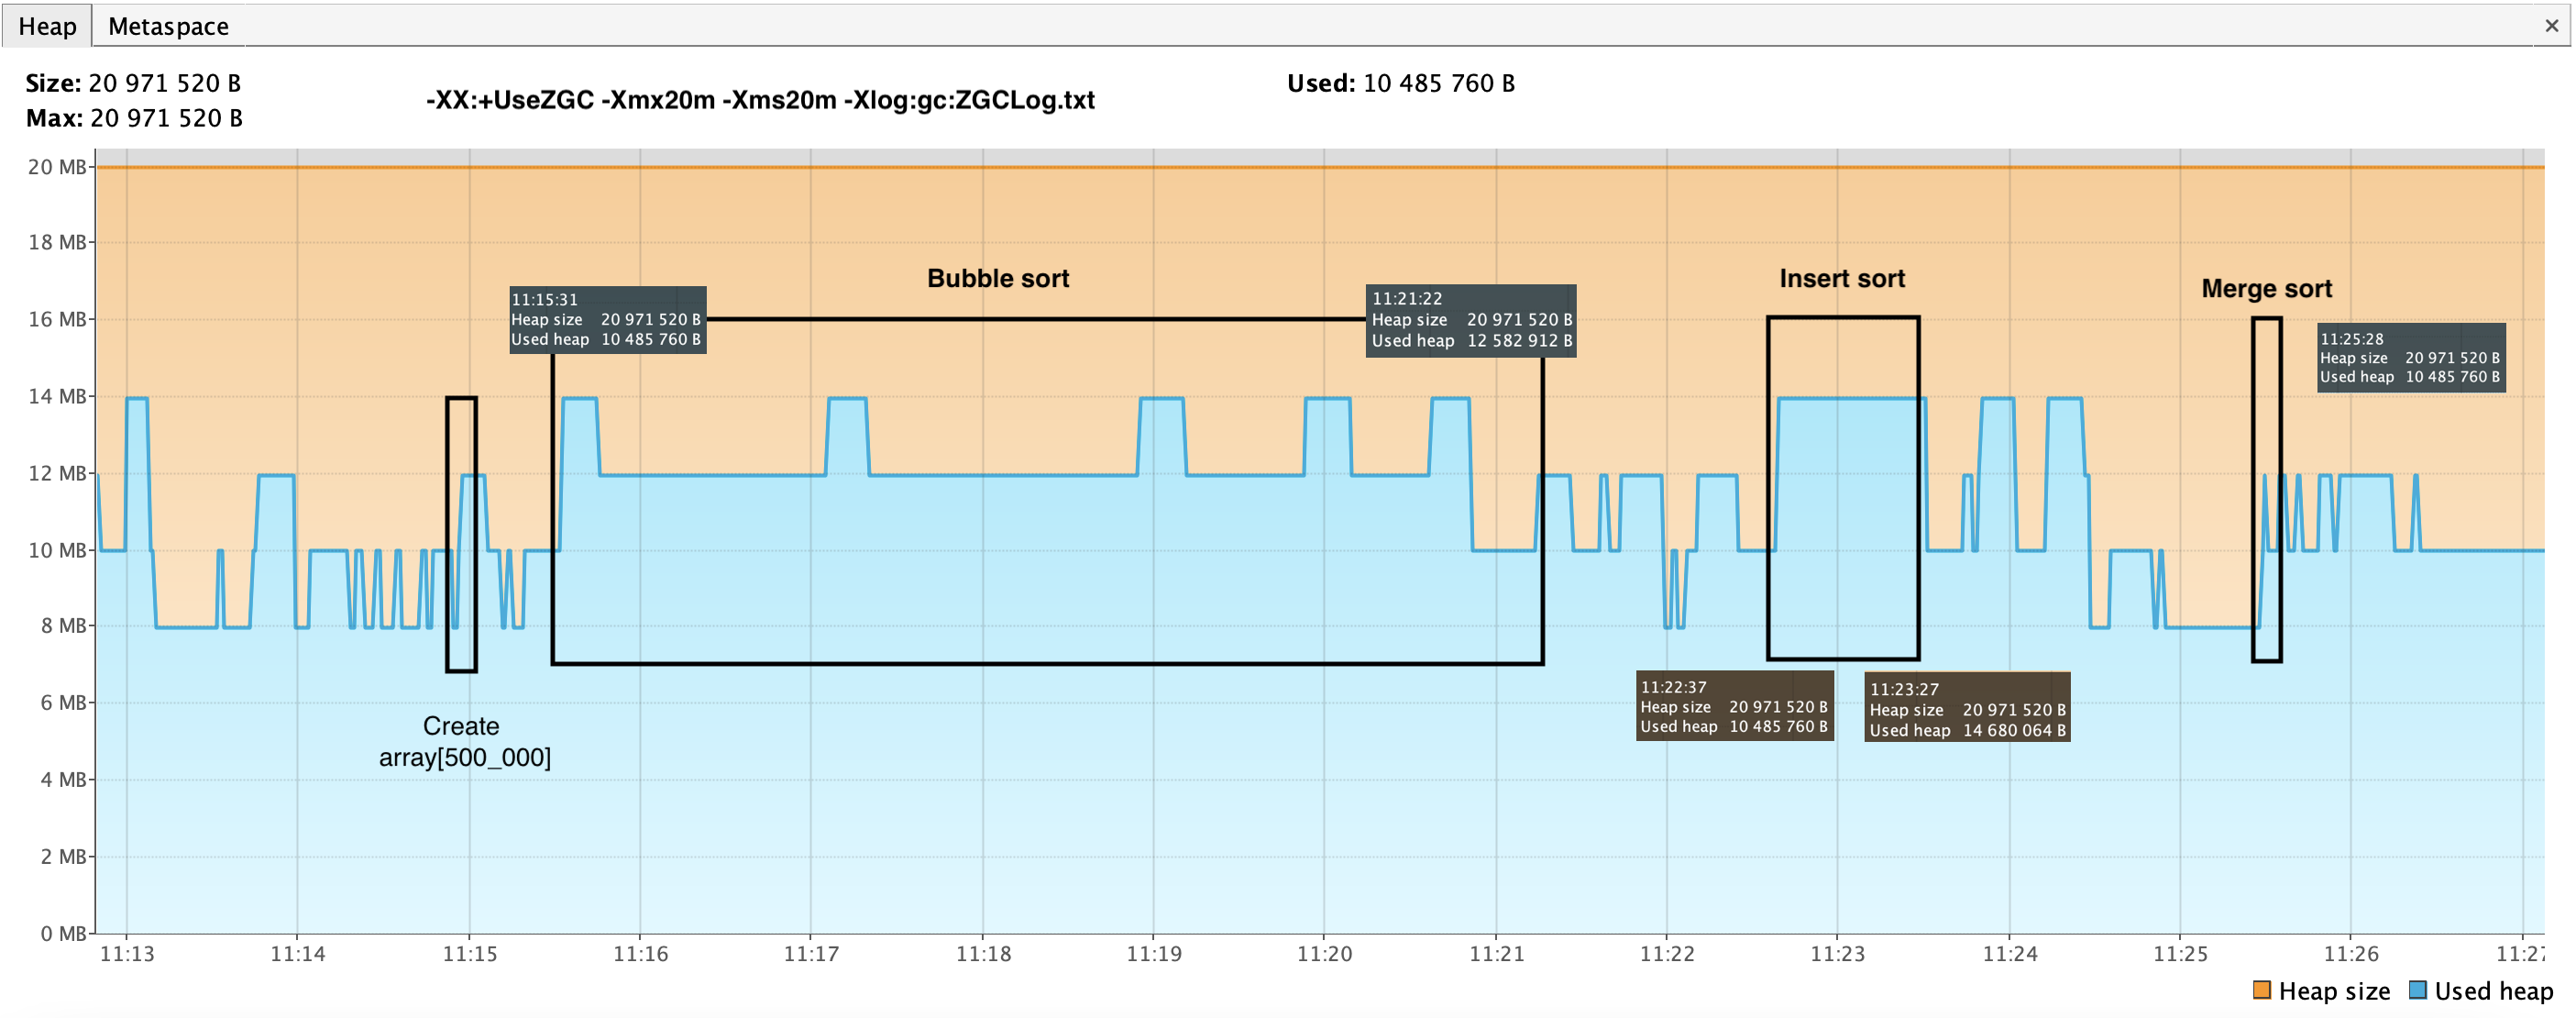 Heap Metaspace ×
Size: 20 971 520 B
Max: 20 971 520 B
-XX:+UseZGC -Xmx20m -Xms20m -Xlog:gc:ZGCLog.txt
Used: 10 485 760 B
20 MB
18 MB
16 MB
14 MB
12 MB
10 MB
8 MB
6 MB
4 MB
2 MB
0 MB
Bubble sort
Insert sort
Merge sort
11:15:31
Heap size 20 971 520 B
Used heap 10 485 760 B
11:21:22
Heap size 20 971 520 B
Used heap 12 582 912 B
11:25:28
Heap size 20 971 520 B
Used heap 10 485 760 B
11:22:37
Heap size 20 971 520 B
Used heap 10 485 760 B
11:23:27
Heap size 20 971 520 B
Used heap 14 680 064 B
Create
array[500_000]
11:13 11:14 11:15 11:16 11:17 11:18 11:19 11:20 11:21 11:22 11:23 11:24 11:25 11:26
Heap size Used heap